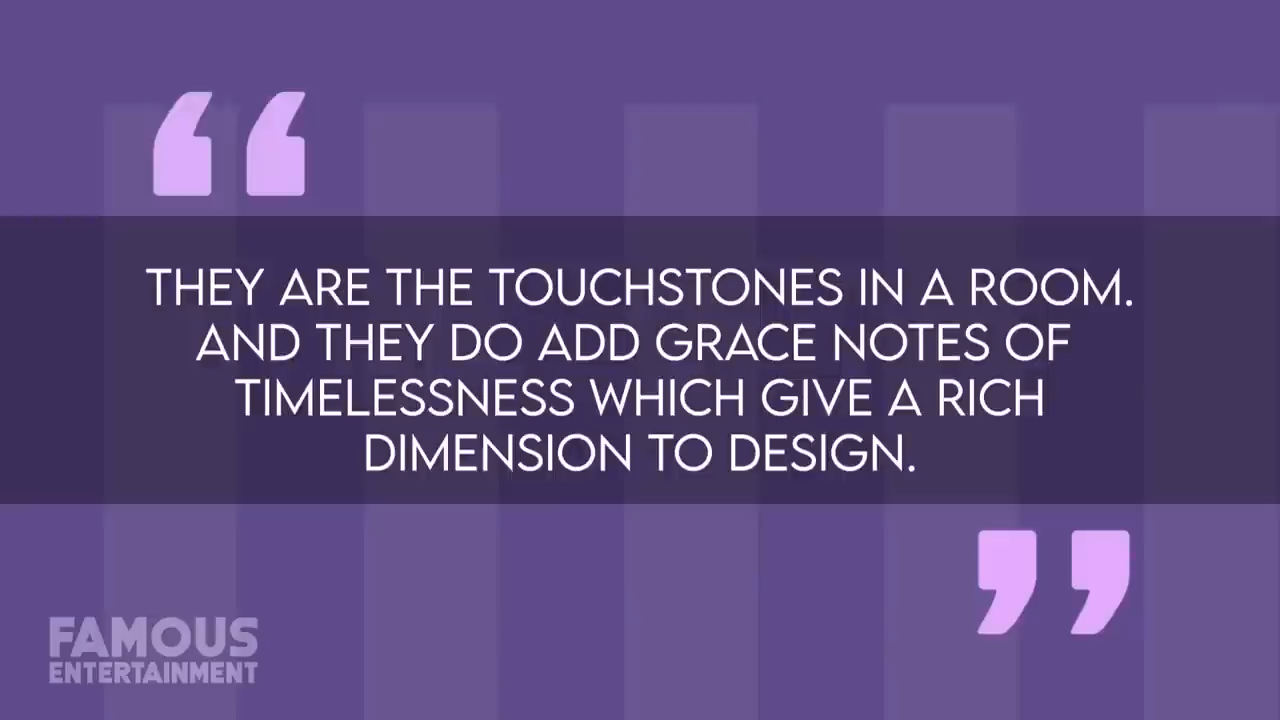 THEY ARE THE TOUCHSTONES IN A ROOM.
AND THEY DO ADD GRACE NOTES OF
TIMELESSNESS WHICH GIVE A RICH
DIMENSION TO DESIGN.
FAMOUS
ENTERTAINMENT